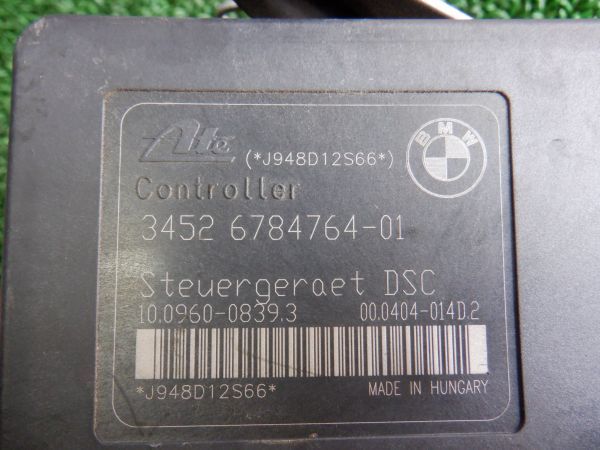 Ate (*J948D12S66*) BMW
Controller
3452 6784764-01
Steuergeraet DSC
10.0960-0839.3 00.0404-014D.2
*J948D12S66* MADE IN HUNGARY